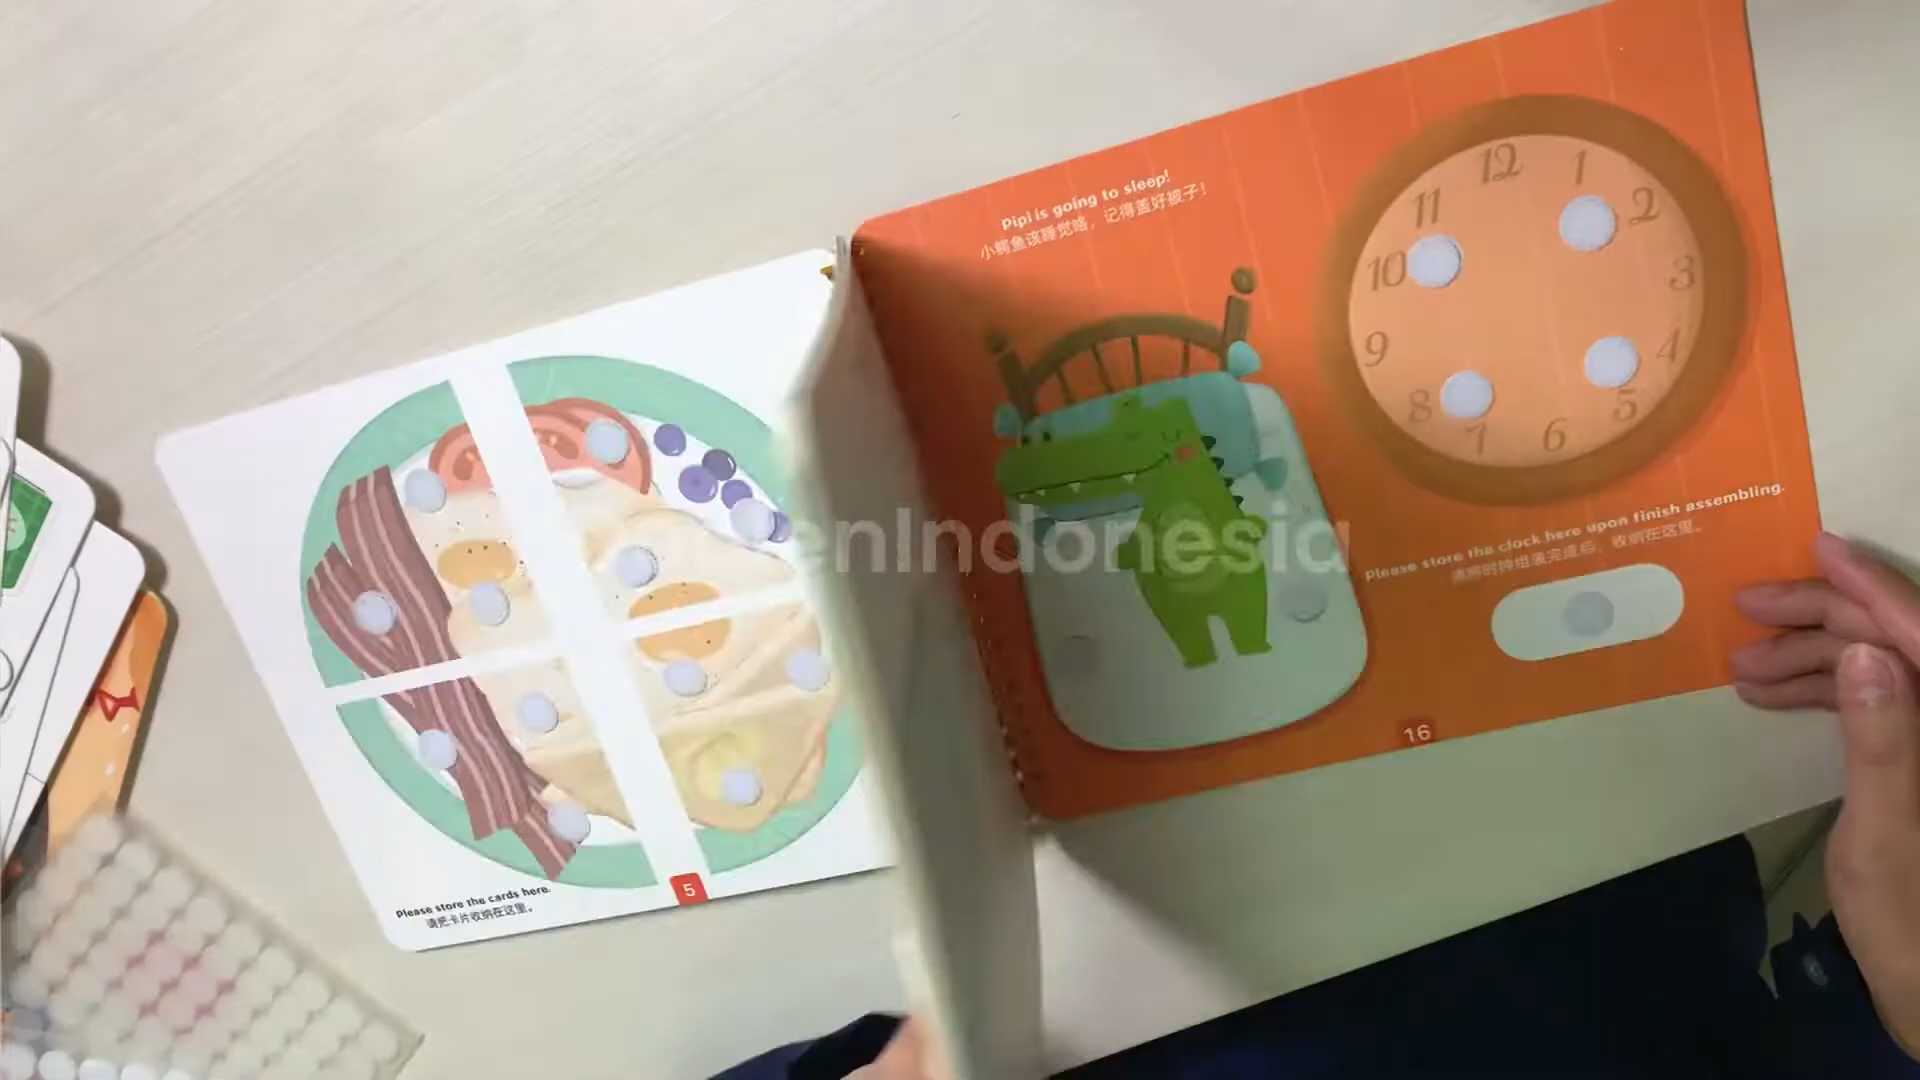 Pipi is going to sleep!
小鳄鱼该睡觉咯，记得盖好被子！
12
1
2
3
4
5
6
7
8
9
10
11
Please store the clock here upon finish assembling.
请将时钟组装完成后，收纳在这里。
16
Please store the cards here.
请把卡片收纳在这里。
5
enIndonesia